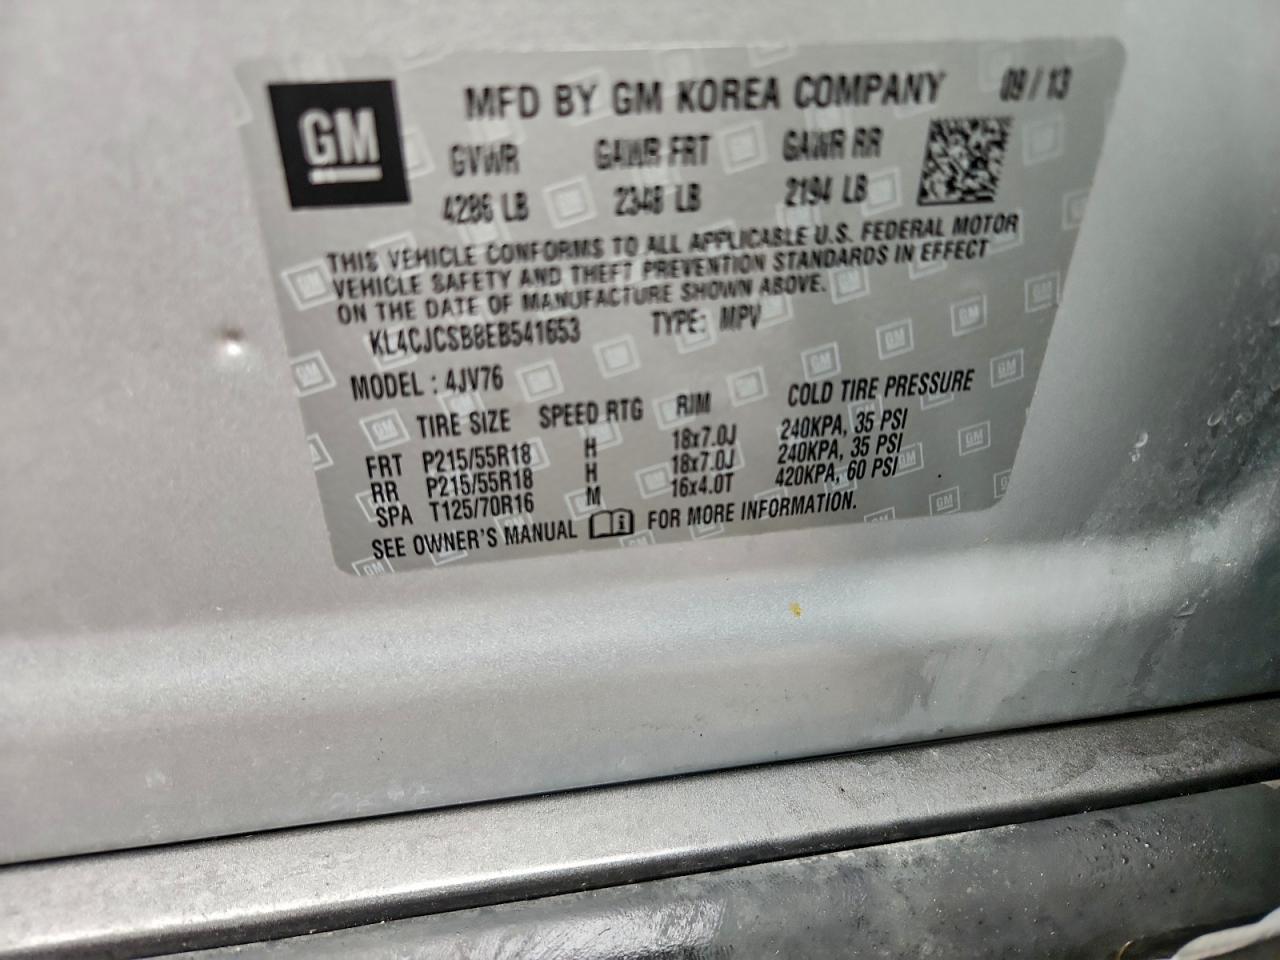 GM
MFD BY GM KOREA COMPANY 09/13
GVWR GAWR FRT GAWR RR
4286 LB 2348 LB 2194 LB
THIS VEHICLE CONFORMS TO ALL APPLICABLE U.S. FEDERAL MOTOR
VEHICLE SAFETY AND THEFT PREVENTION STANDARDS IN EFFECT
ON THE DATE OF MANUFACTURE SHOWN ABOVE.
KL4CJCSB8EB541653 TYPE: MPV
MODEL : 4JV76
TIRE SIZE SPEED RTG RIM COLD TIRE PRESSURE
FRT P215/55R18 H 18x7.0J 240KPA, 35 PSI
RR P215/55R18 H 18x7.0J 240KPA, 35 PSI
SPA T125/70R16 M 16x4.0T 420KPA, 60 PSI
SEE OWNER'S MANUAL FOR MORE INFORMATION.